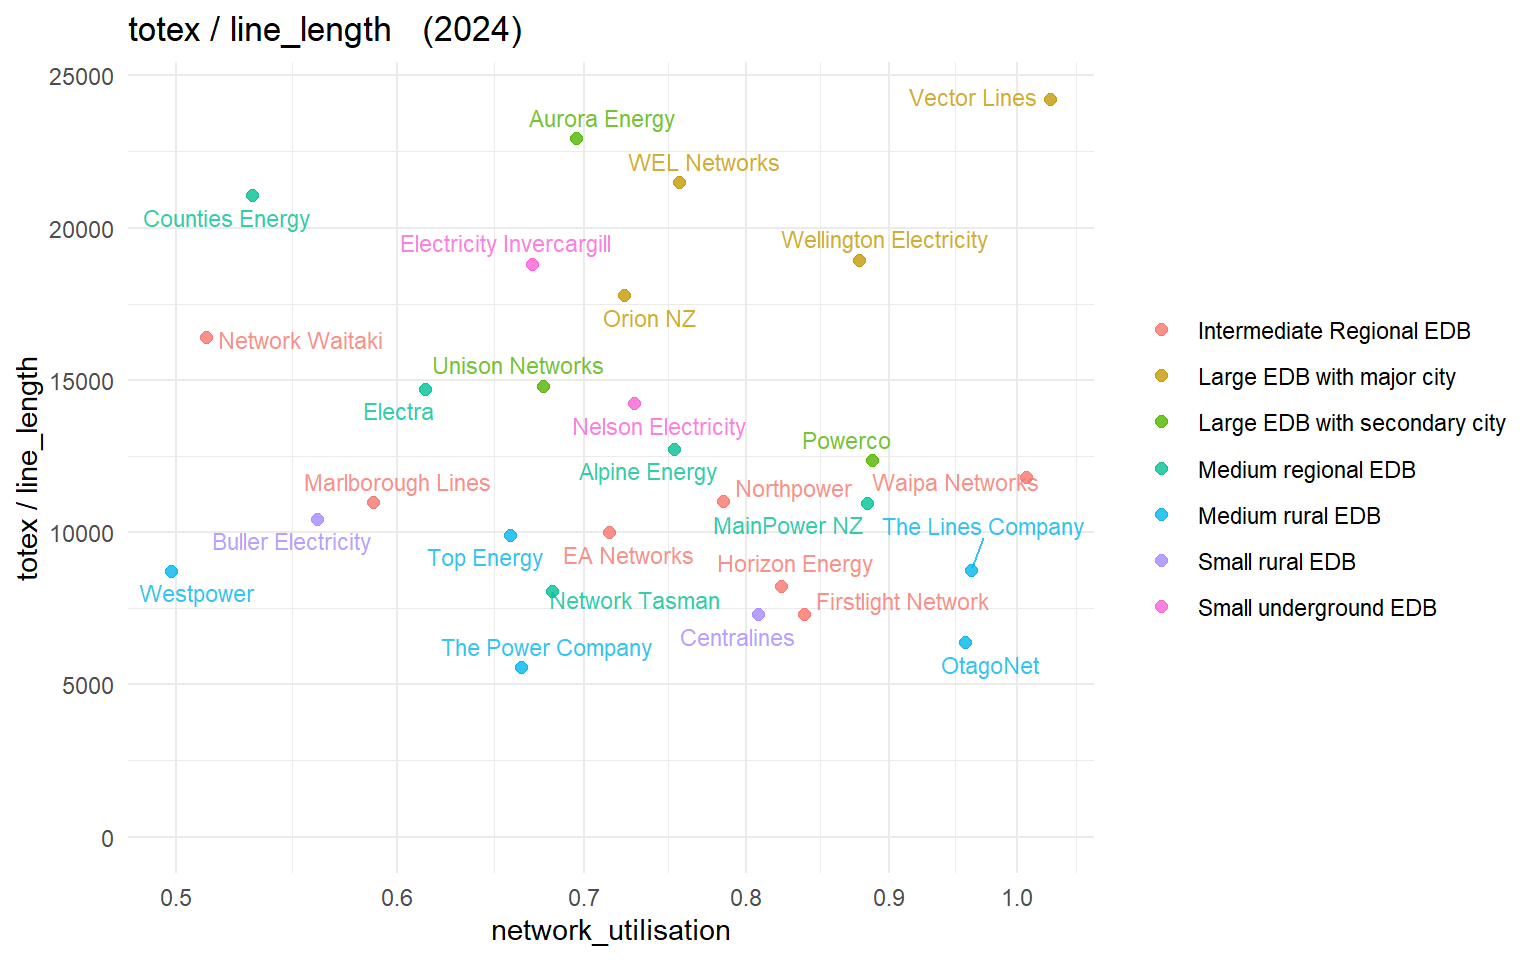 totex / line_length (2024)
25000
20000
15000
10000
5000
0
totex / line_length
Vector Lines
Aurora Energy
WEL Networks
Counties Energy
Wellington Electricity
Electricity Invercargill
Orion NZ
Network Waitaki
Unison Networks
Electra
Nelson Electricity
Powerco
Alpine Energy
Marlborough Lines
Northpower
Waipa Networks
MainPower NZ
The Lines Company
Buller Electricity
Top Energy
EA Networks
Horizon Energy
Westpower
Network Tasman
Firstlight Network
Centralines
The Power Company
OtagoNet
0.5
0.6
0.7
0.8
0.9
1.0
network_utilisation
Intermediate Regional EDB
Large EDB with major city
Large EDB with secondary city
Medium regional EDB
Medium rural EDB
Small rural EDB
Small underground EDB